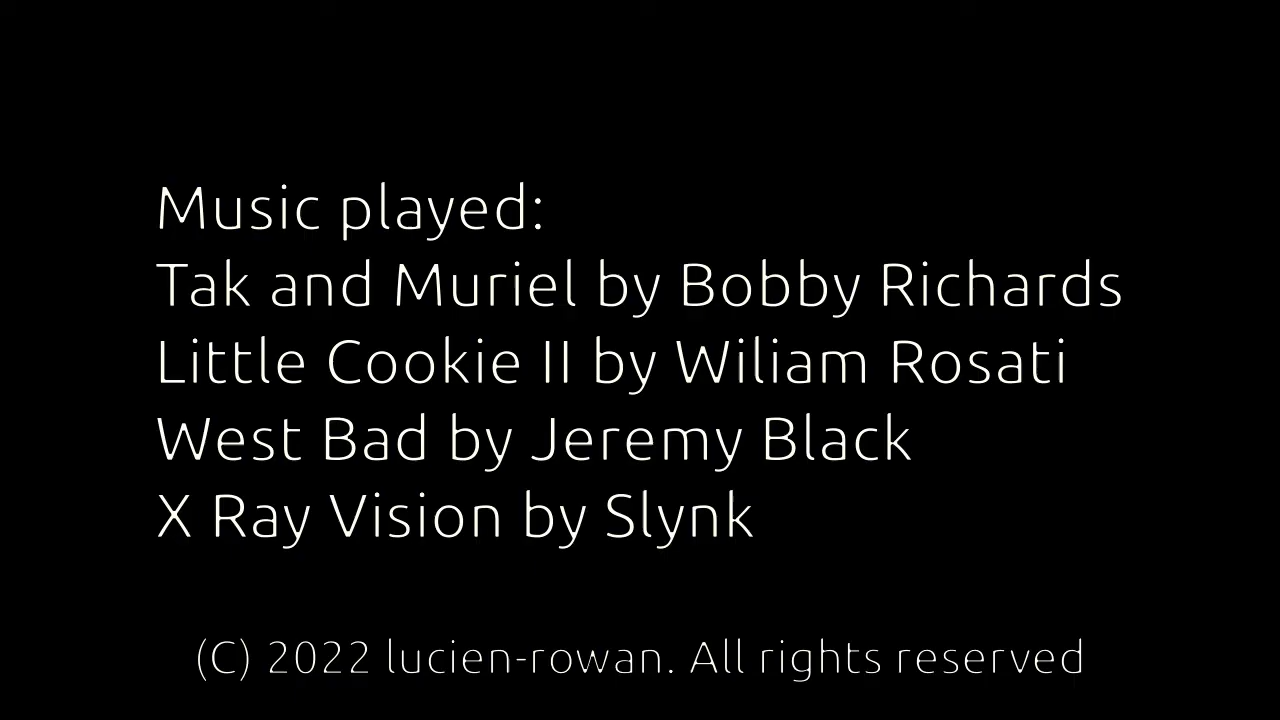 Music played:
Tak and Muriel by Bobby Richards
Little Cookie II by Wiliam Rosati
West Bad by Jeremy Black
X Ray Vision by Slynk
(C) 2022 lucien-rowan. All rights reserved